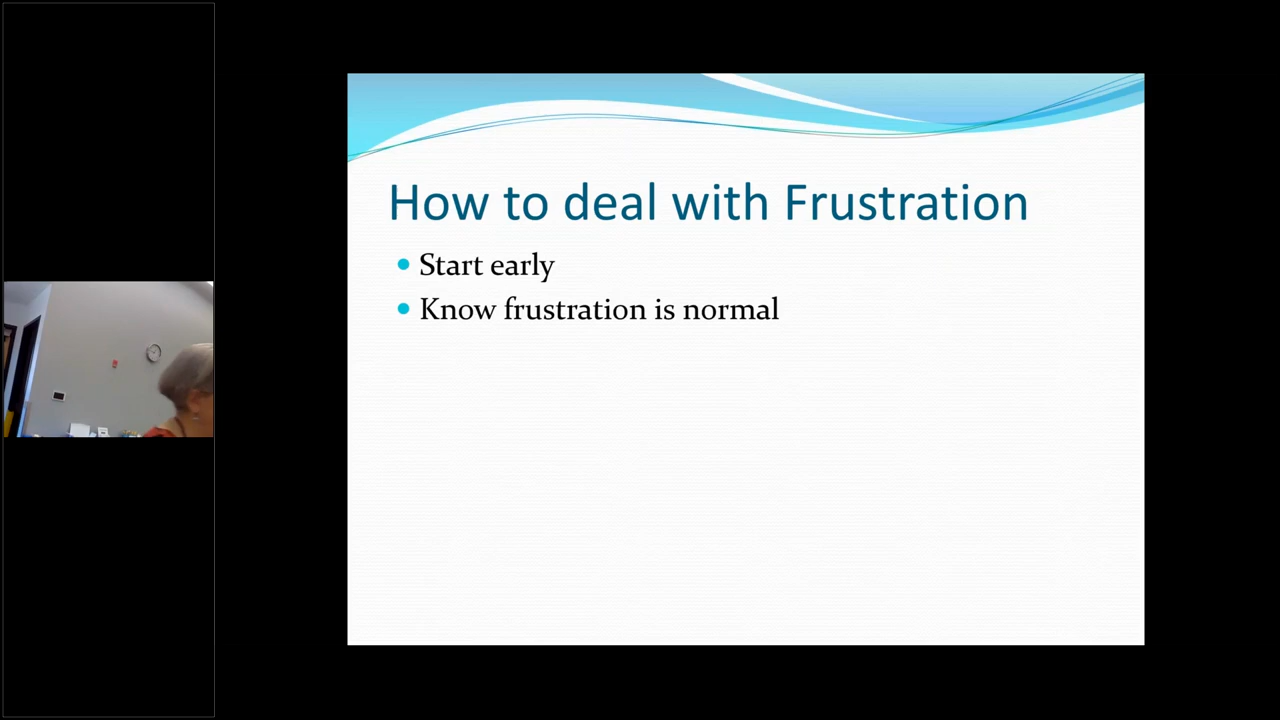 How to deal with Frustration
Start early
Know frustration is normal